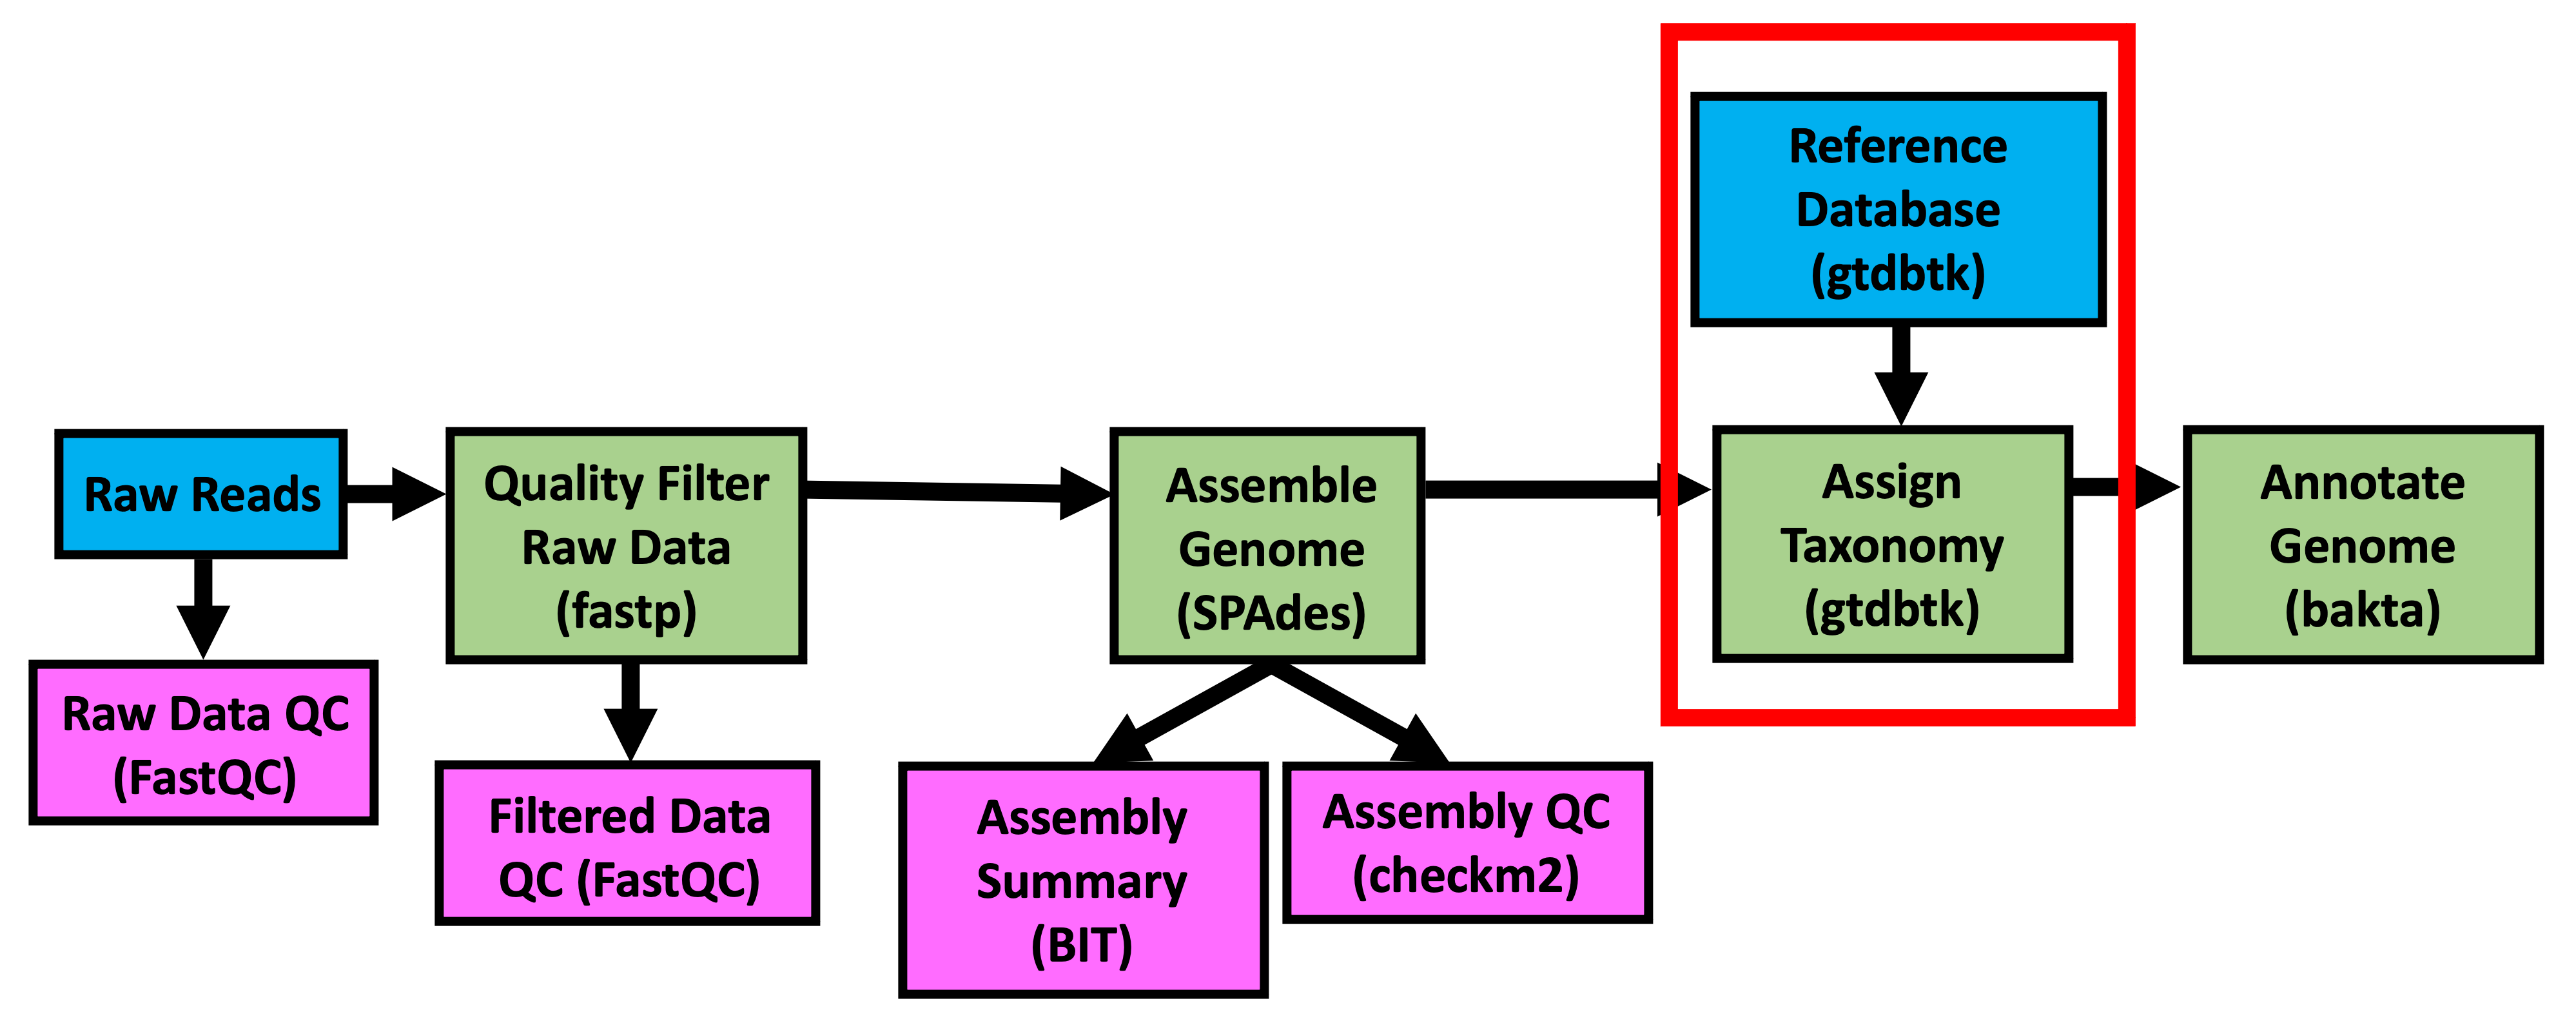 Reference
Database
(gtdbtk)
Raw Reads
Quality Filter
Raw Data
(fastp)
Assemble
Genome
(SPAdes)
Assign
Taxonomy
(gtdbtk)
Annotate
Genome
(bakta)
Raw Data QC
(FastQC)
Filtered Data
QC (FastQC)
Assembly
Summary
(BIT)
Assembly QC
(checkm2)